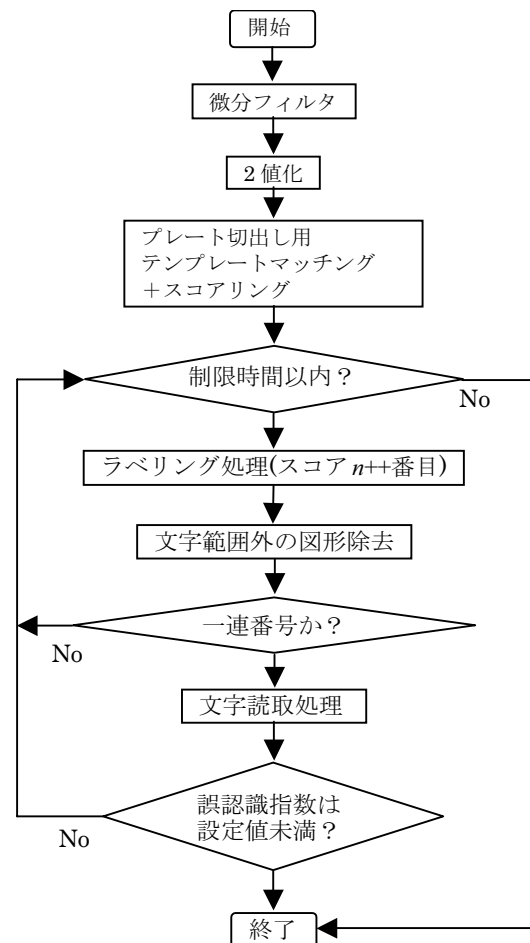 開始
微分フィルタ
2 値化
プレート切出し用
テンプレートマッチング
＋スコアリング
制限時間以内？
No
ラベリング処理(スコア n++番目)
文字範囲外の図形除去
一連番号か？
No
文字読取処理
誤認識指数は
設定値未満？
No
終了